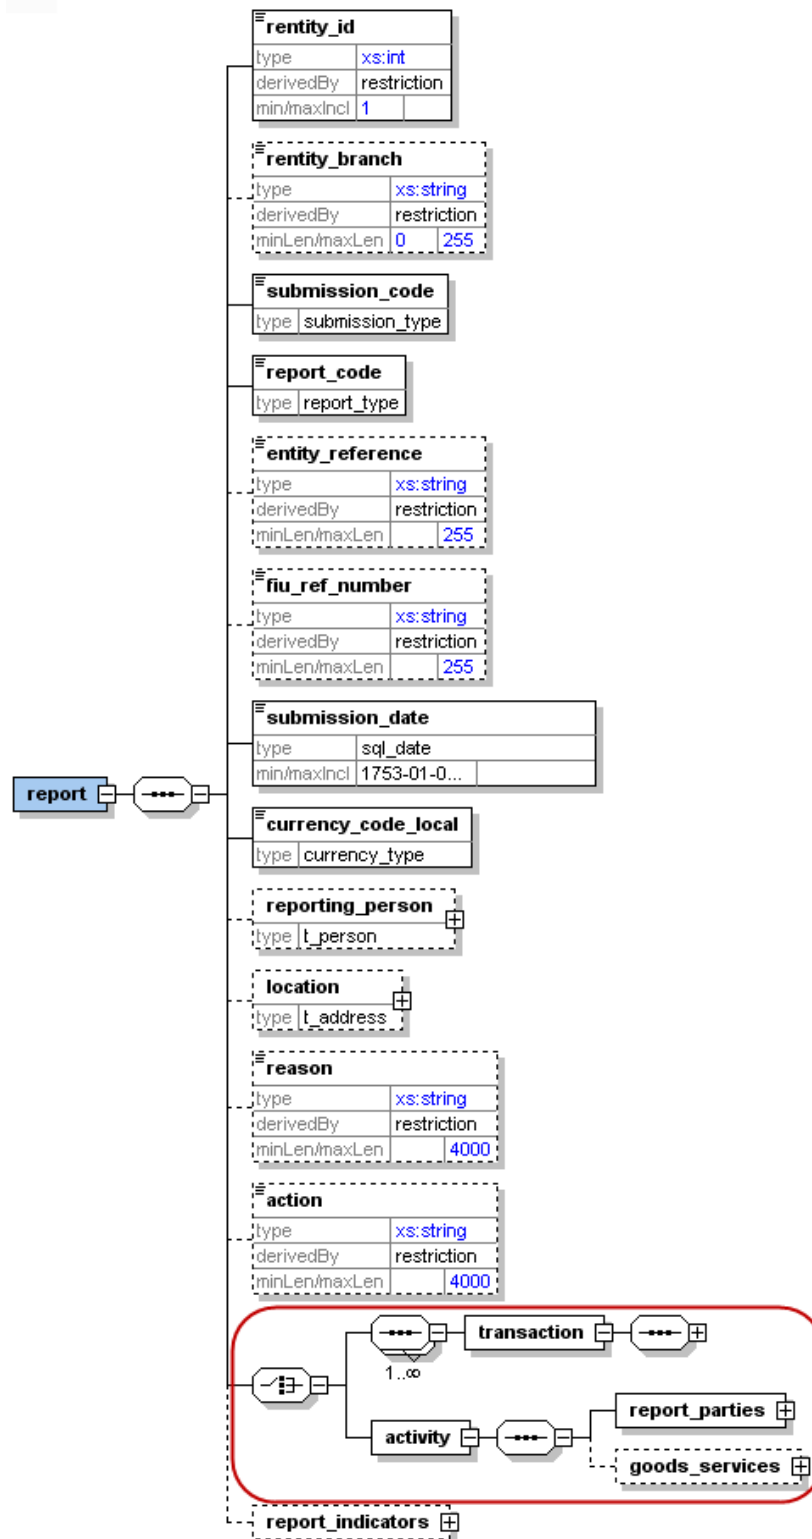 rentity_id
type xs:int
derivedBy restriction
min/maxIncl 1
rentity_branch
type xs:string
derivedBy restriction
minLen/maxLen 0 255
submission_code
type submission_type
report_code
type report_type
entity_reference
type xs:string
derivedBy restriction
minLen/maxLen 255
fiu_ref_number
type xs:string
derivedBy restriction
minLen/maxLen 255
submission_date
type sql_date
min/maxIncl 1753-01-0...
report
currency_code_local
type currency_type
reporting_person
type t_person
location
type t_address
reason
type xs:string
derivedBy restriction
minLen/maxLen 4000
action
type xs:string
derivedBy restriction
minLen/maxLen 4000
transaction
1..∞
report_parties
activity
goods_services
report_indicators